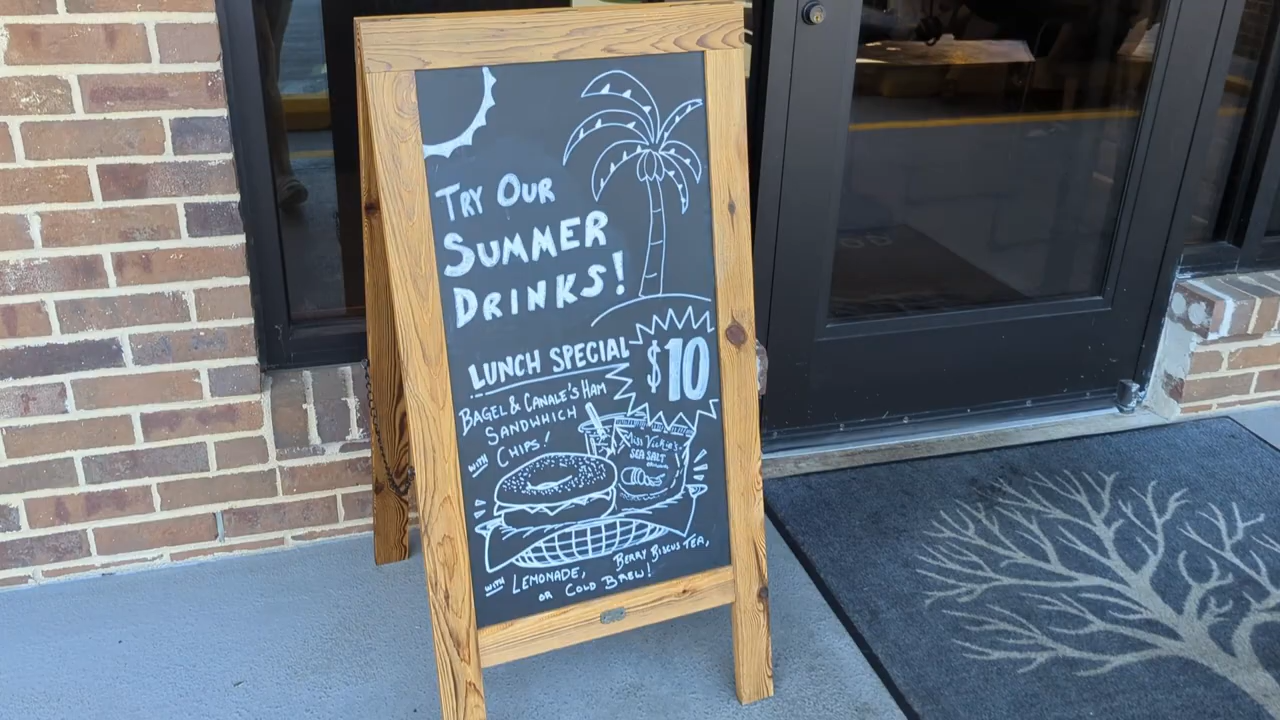 TRY OUR
SUMMER
DRINKS!
LUNCH SPECIAL
$10
BAGEL & CANALE'S HAM
SANDWHICH
WITH CHIPS!
Miss Vickie's
SEA SALT
WITH LEMONADE, BERRY BISCUS TEA,
OR COLD BREW!